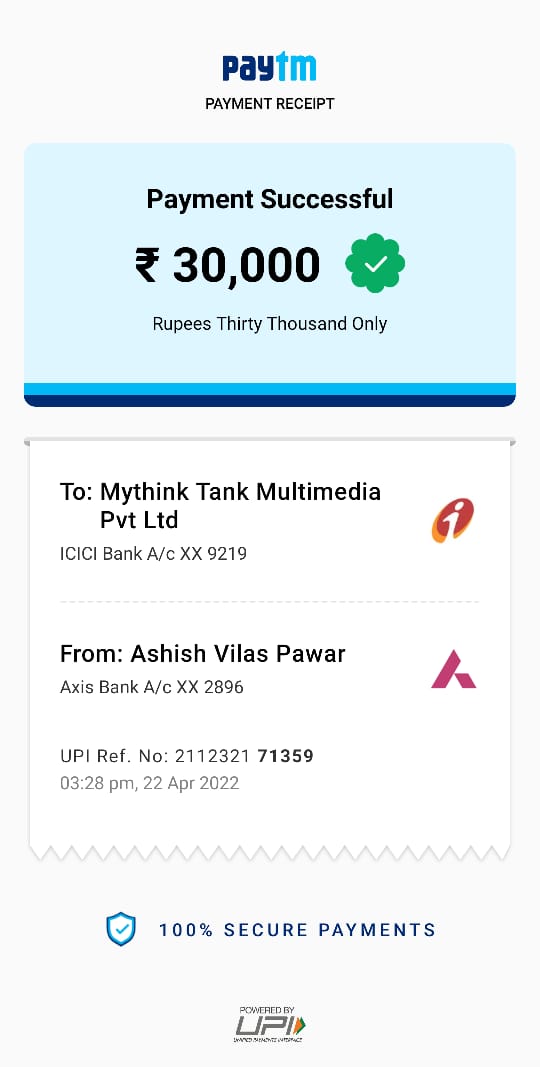 paytm
PAYMENT RECEIPT
Payment Successful
₹ 30,000
Rupees Thirty Thousand Only
To: Mythink Tank Multimedia
Pvt Ltd
ICICI Bank A/c XX 9219
From: Ashish Vilas Pawar
Axis Bank A/c XX 2896
UPI Ref. No: 2112321 71359
03:28 pm, 22 Apr 2022
100% SECURE PAYMENTS
POWERED BY
UPI
UNIFIED PAYMENTS INTERFACE